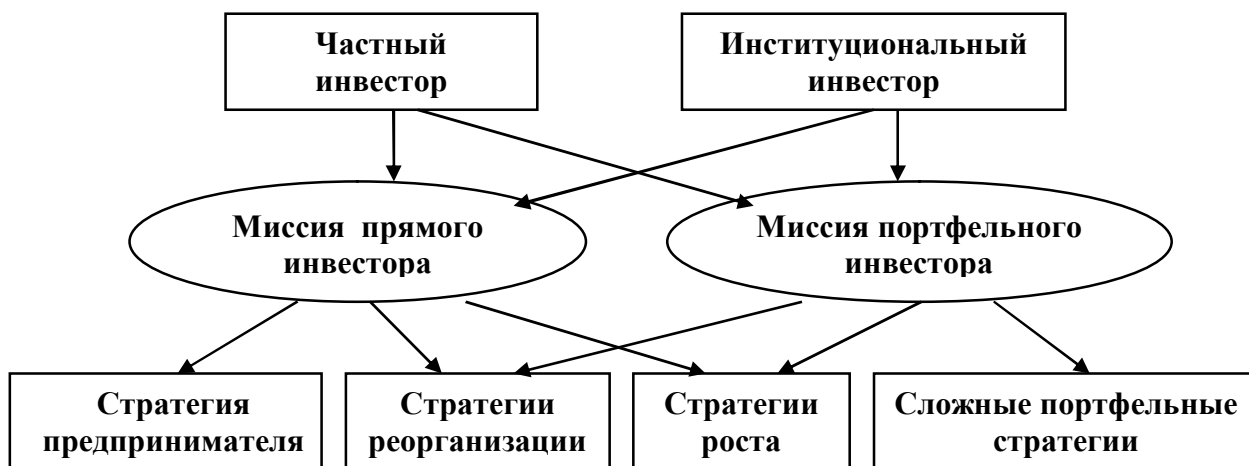 Частный
инвестор
Институциональный
инвестор
Миссия прямого
инвестора
Миссия портфельного
инвестора
Стратегия
предпринимателя
Стратегии
реорганизации
Стратегии
роста
Сложные портфельные
стратегии